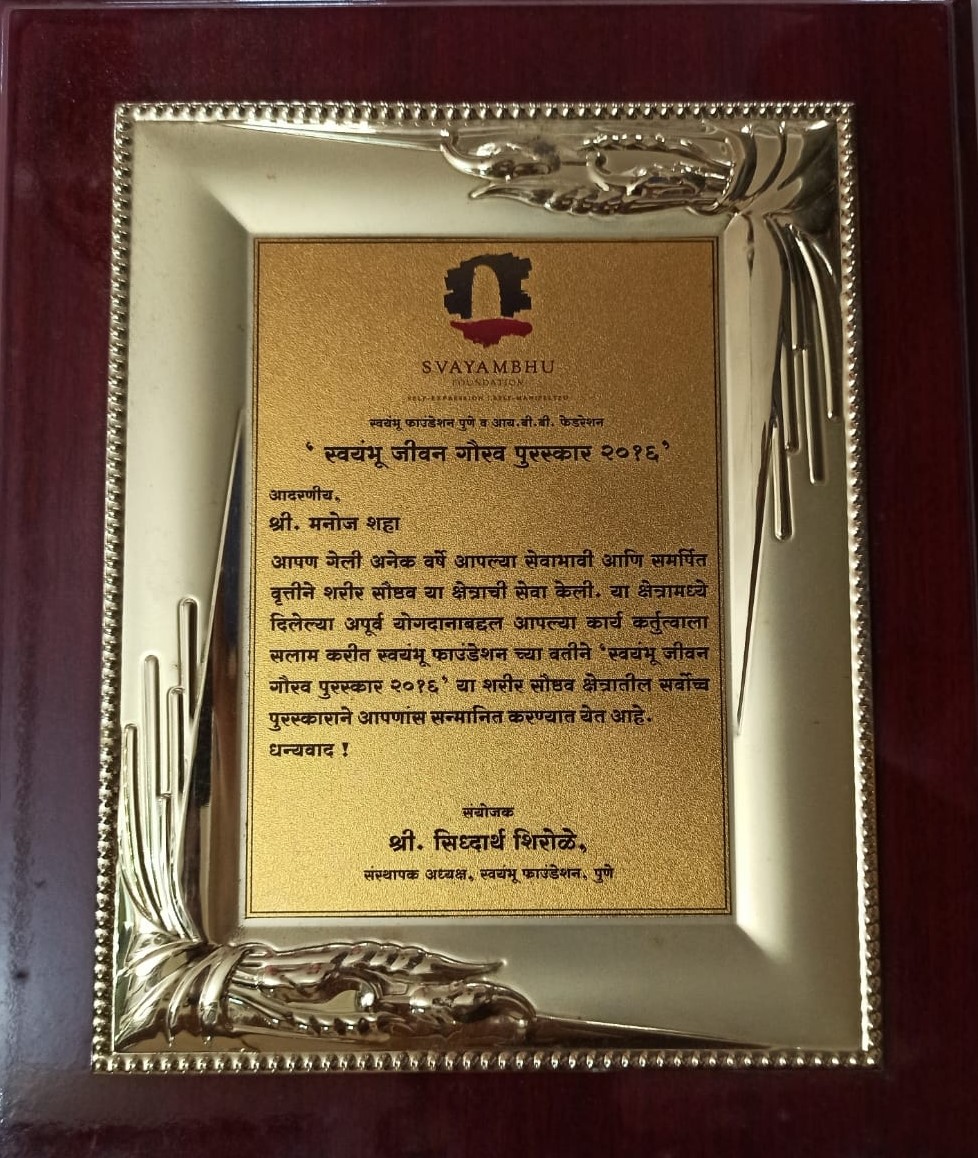 SVAYAMBHU
FOUNDATION
SELF-EXPRESSION | SELF-MANIFESTED
स्वयंभू फाउंडेशन पुणे व आय.बी.बी. फेडरेशन
‘ स्वयंभू जीवन गौरव पुरस्कार २०१६’
आदरणीय,
श्री. मनोज शहा
आपण गेली अनेक वर्षे आपल्या सेवाभावी आणि समर्पित
वृत्तीने शरीर सौष्ठव या क्षेत्राची सेवा केली. या क्षेत्रामध्ये
दिलेल्या अपूर्व योगदानाबद्दल आपल्या कार्य कर्तुत्वाला
सलाम करीत स्वयंभू फाउंडेशन च्या वतीने ‘स्वयंभू जीवन
गौरव पुरस्कार २०१६’ या शरीर सौष्ठव क्षेत्रातील सर्वोच्च
पुरस्काराने आपणांस सन्मानित करण्यात येत आहे.
धन्यवाद !
संयोजक
श्री. सिध्दार्थ शिरोळे,
संस्थापक अध्यक्ष, स्वयंभू फाउंडेशन, पुणे